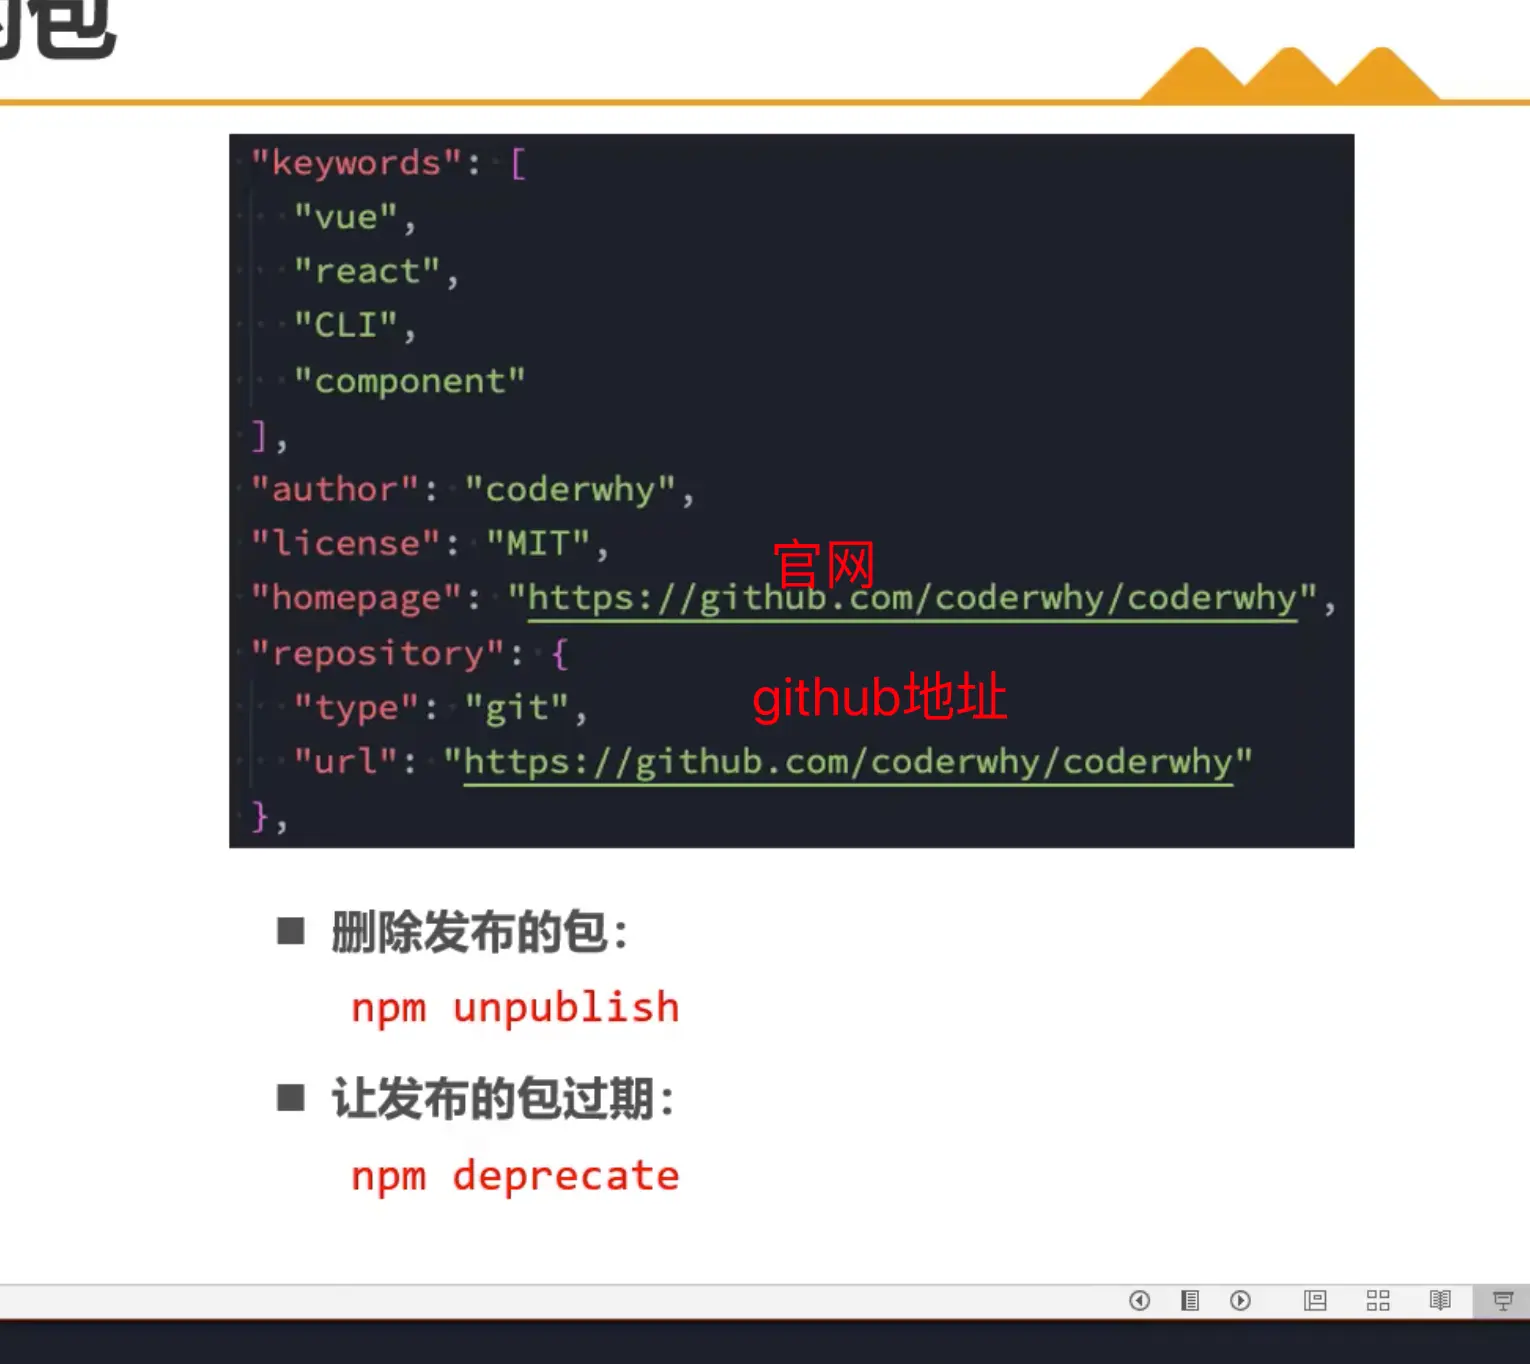 的包
"keywords": [
"vue",
"react",
"CLI",
"component"
],
"author": "coderwhy",
"license": "MIT",
官网
"homepage": "https://github.com/coderwhy/coderwhy",
"repository": {
github地址
"type": "git",
"url": "https://github.com/coderwhy/coderwhy"
},
■ 删除发布的包：
npm unpublish
■ 让发布的包过期：
npm deprecate